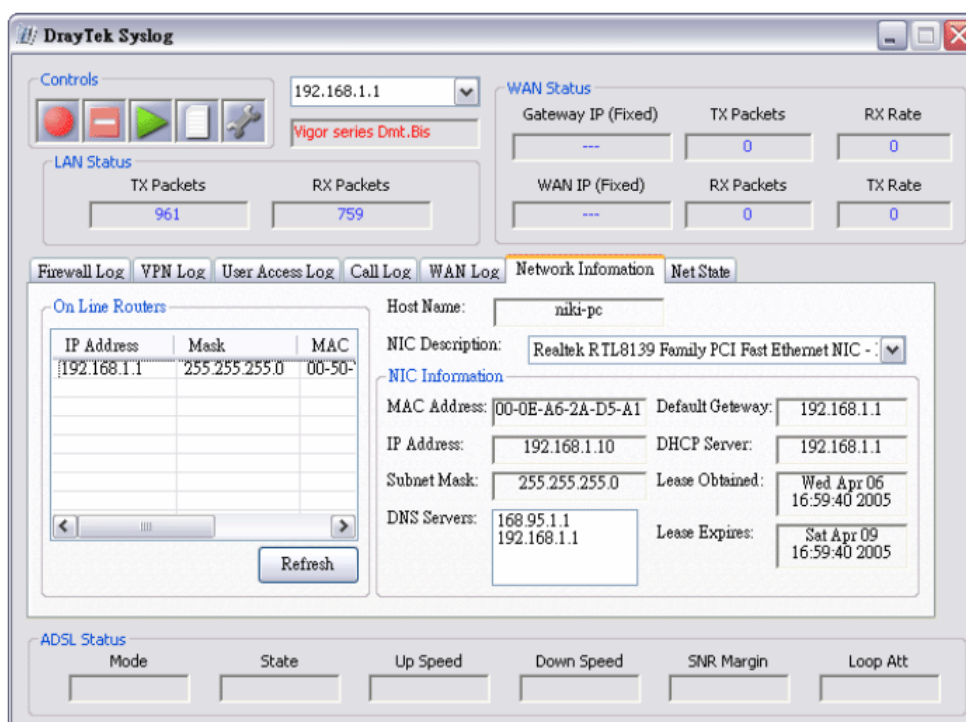 DrayTek Syslog
Controls
192.168.1.1
Vigor series Dmt.Bis
LAN Status
TX Packets RX Packets
961 759
WAN Status
Gateway IP (Fixed) TX Packets RX Rate
--- 0 0
WAN IP (Fixed) RX Packets TX Rate
--- 0 0
Firewall Log VPN Log User Access Log Call Log WAN Log Network Infomation Net State
On Line Routers
IP Address Mask MAC
192.168.1.1 255.255.255.0 00-50-
Refresh
Host Name: niki-pc
NIC Description: Realtek RTL8139 Family PCI Fast Ethernet NIC -
NIC Information
MAC Address: 00-0E-A6-2A-D5-A1 Default Geteway: 192.168.1.1
IP Address: 192.168.1.10 DHCP Server: 192.168.1.1
Subnet Mask: 255.255.255.0 Lease Obtained: Wed Apr 06
16:59:40 2005
DNS Servers: 168.95.1.1
192.168.1.1
Lease Expires: Sat Apr 09
16:59:40 2005
ADSL Status
Mode State Up Speed Down Speed SNR Margin Loop Att